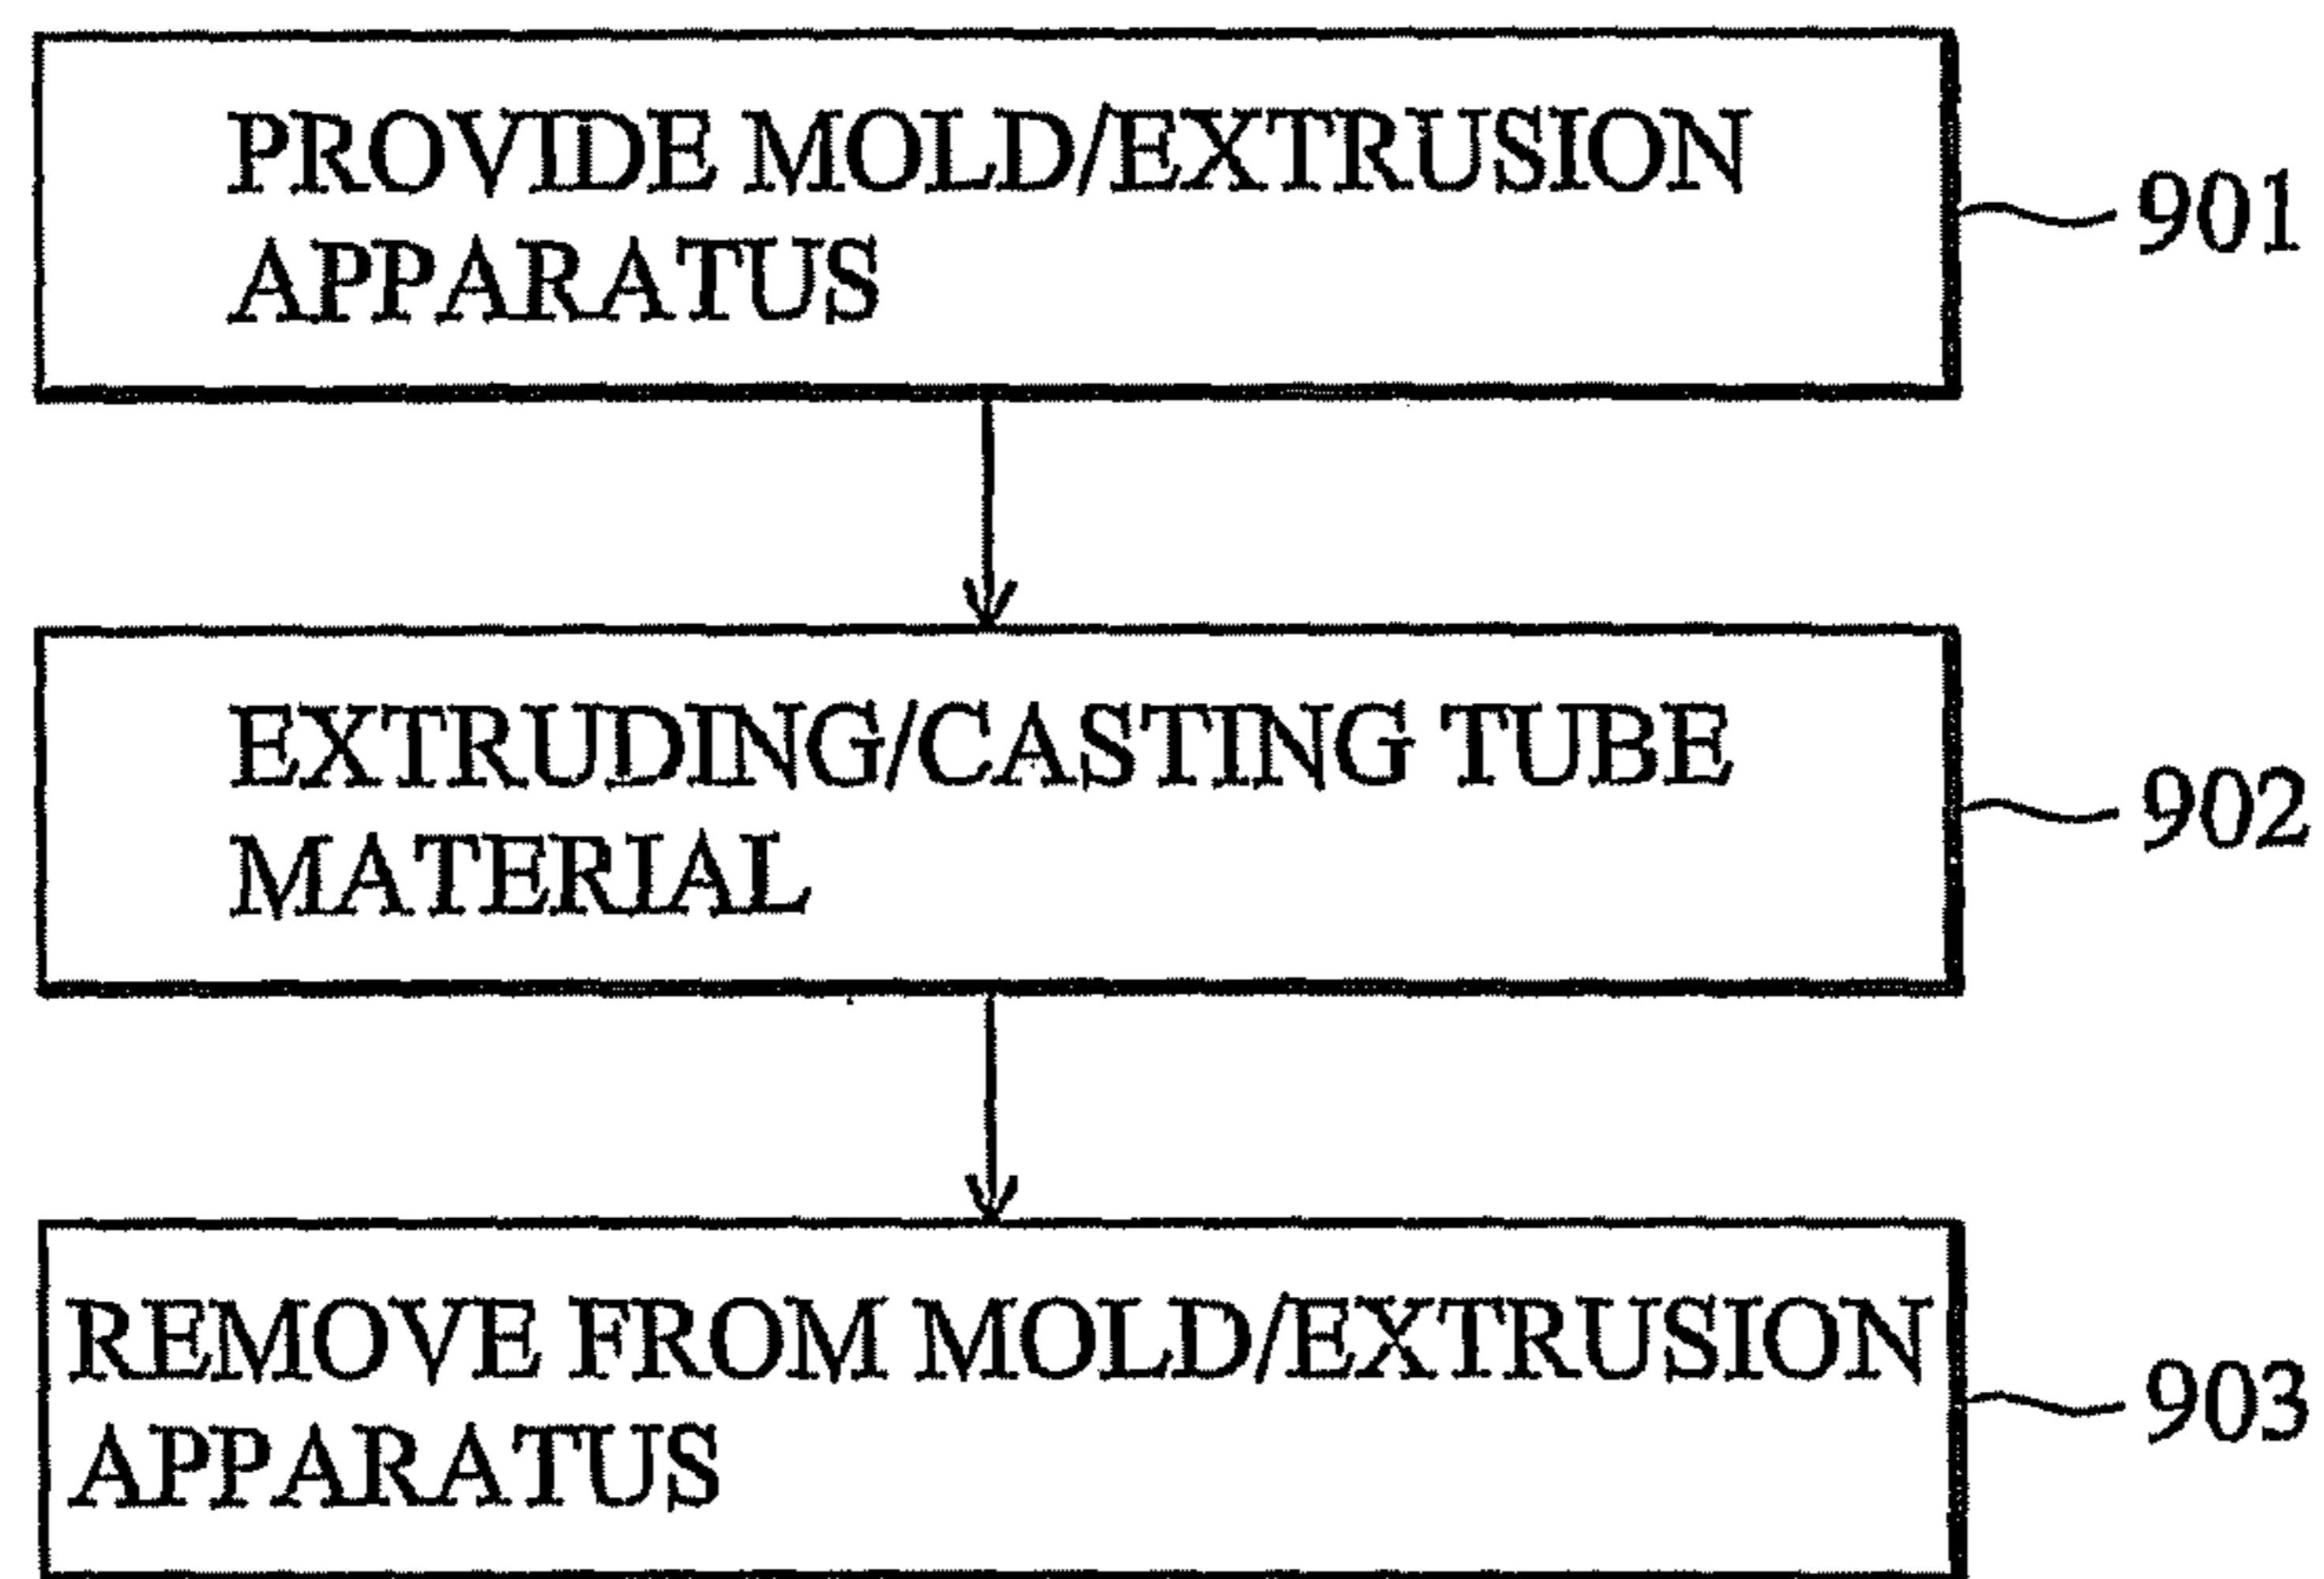 PROVIDE MOLD/EXTRUSION
APPARATUS
901
EXTRUDING/CASTING TUBE
MATERIAL
902
REMOVE FROM MOLD/EXTRUSION
APPARATUS
903